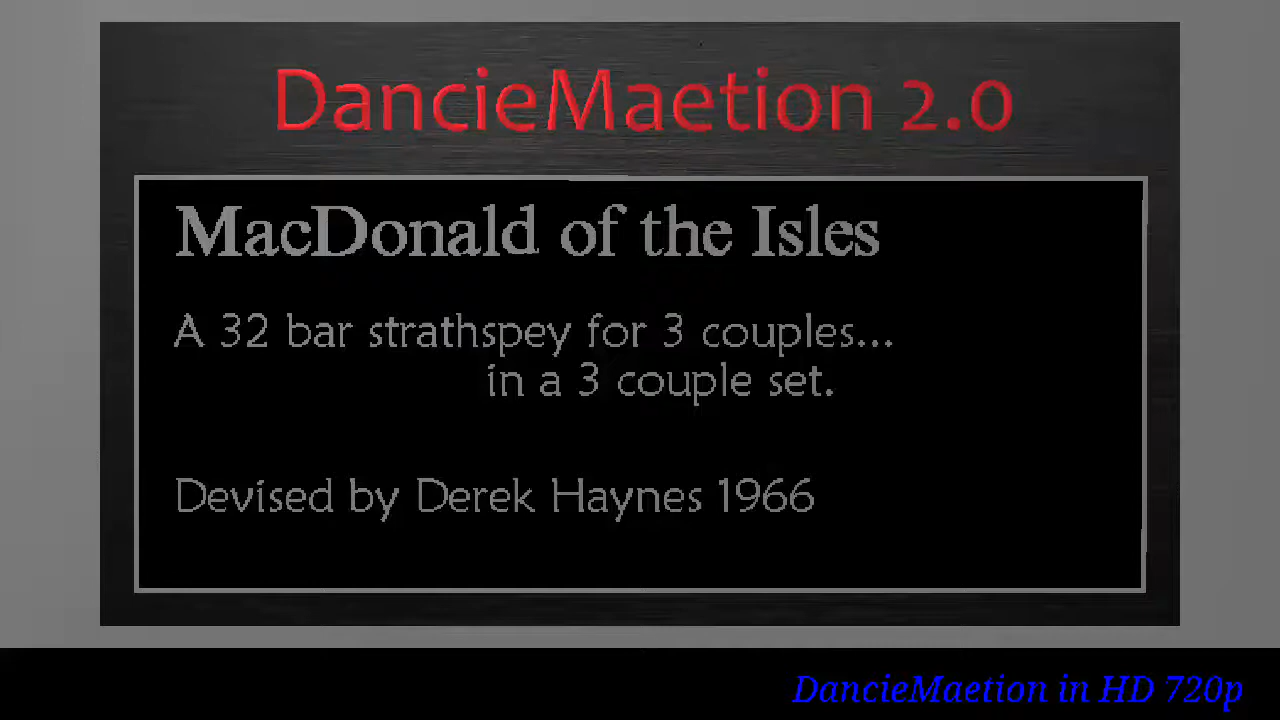 DancieMaetion 2.0
MacDonald of the Isles
A 32 bar strathspey for 3 couples...
in a 3 couple set.
Devised by Derek Haynes 1966
DancieMaetion in HD 720p